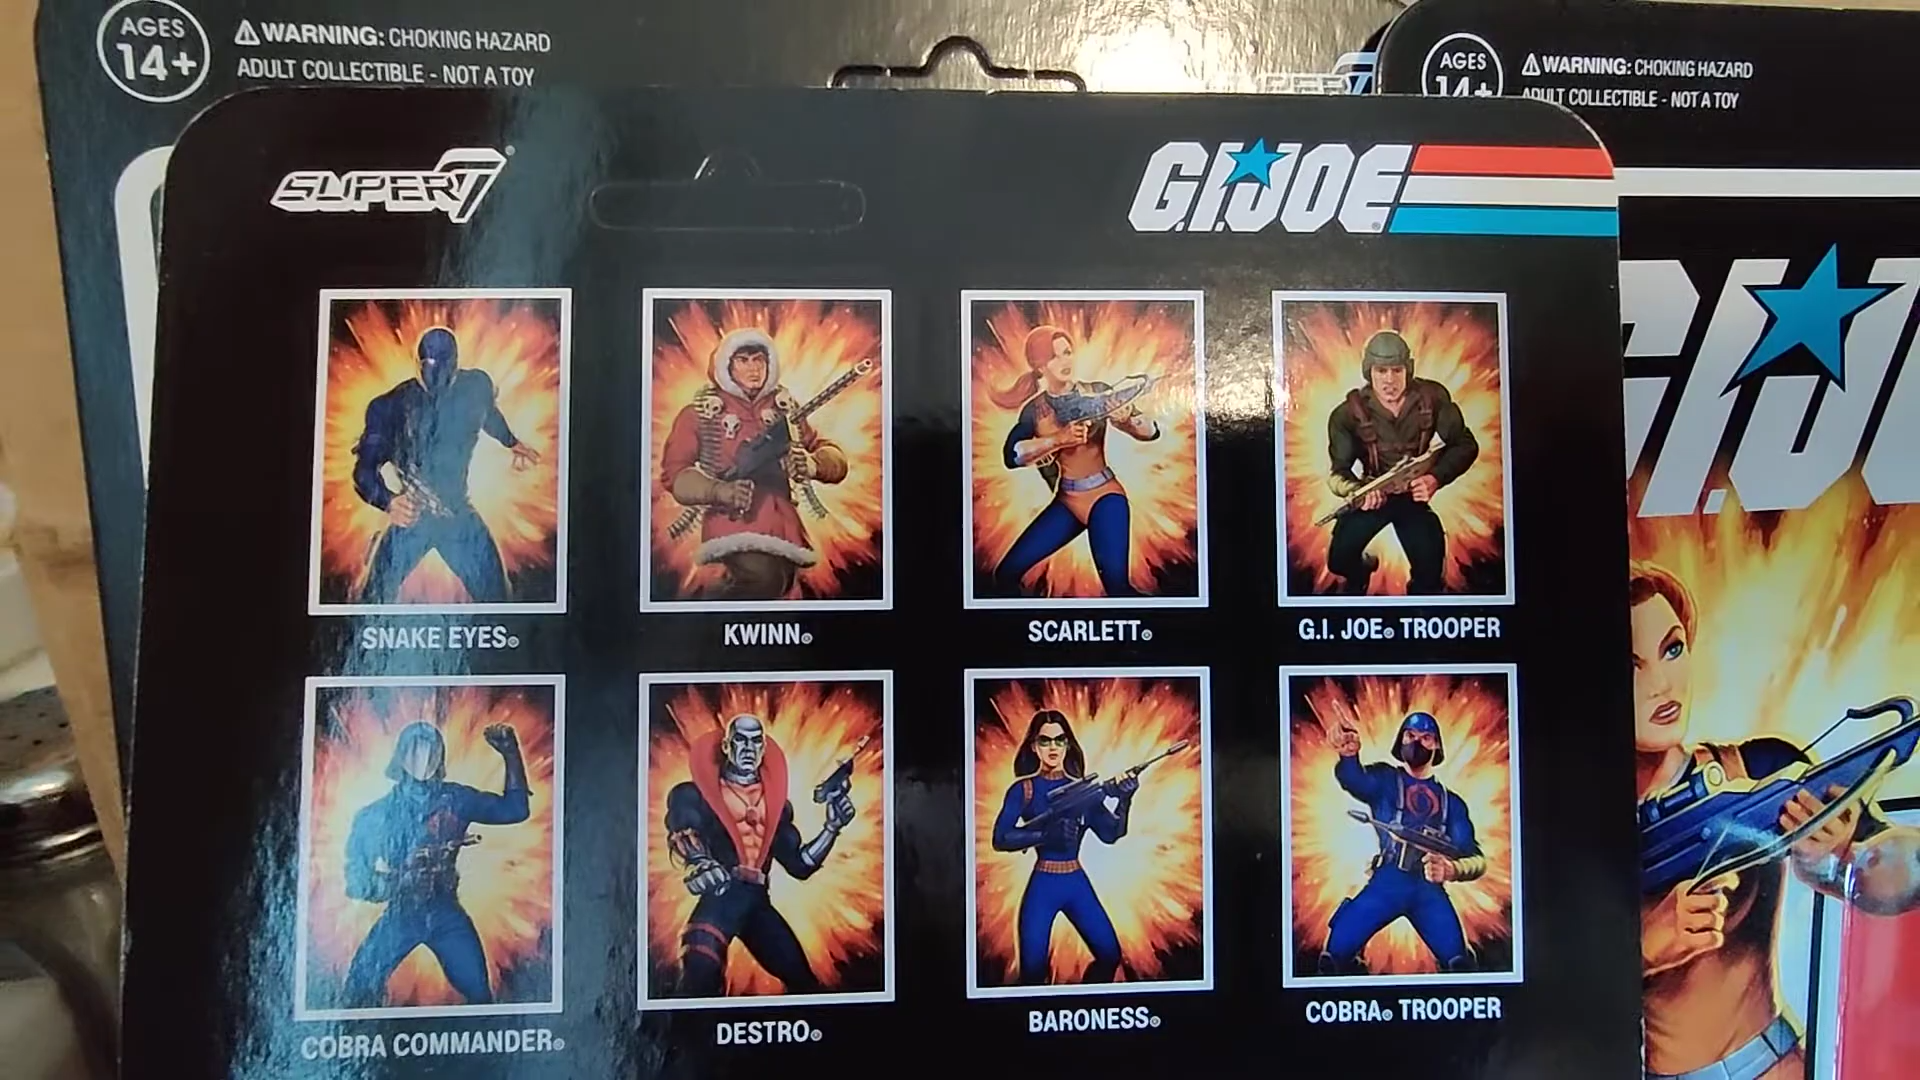 AGES
14+
⚠WARNING: CHOKING HAZARD
ADULT COLLECTIBLE - NOT A TOY
AGES
14+
⚠WARNING: CHOKING HAZARD
ADULT COLLECTIBLE - NOT A TOY
SUPER7®
G.I.JOE®
SNAKE EYES®
KWINN®
SCARLETT®
G.I. JOE® TROOPER
COBRA COMMANDER®
DESTRO®
BARONESS®
COBRA® TROOPER